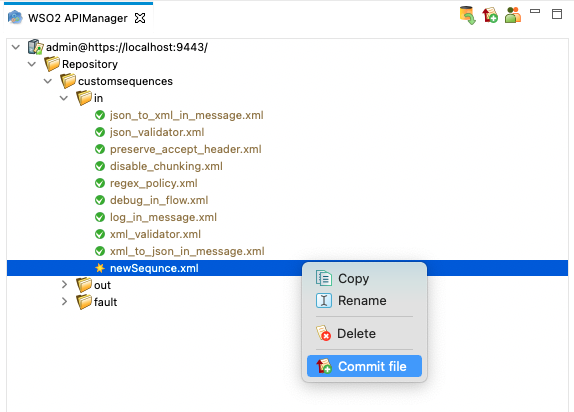 WSO2 APIManager
admin@https://localhost:9443/
Repository
customsequences
in
json_to_xml_in_message.xml
json_validator.xml
preserve_accept_header.xml
disable_chunking.xml
regex_policy.xml
debug_in_flow.xml
log_in_message.xml
xml_validator.xml
xml_to_json_in_message.xml
newSequnce.xml
out
fault
Copy
Rename
Delete
Commit file